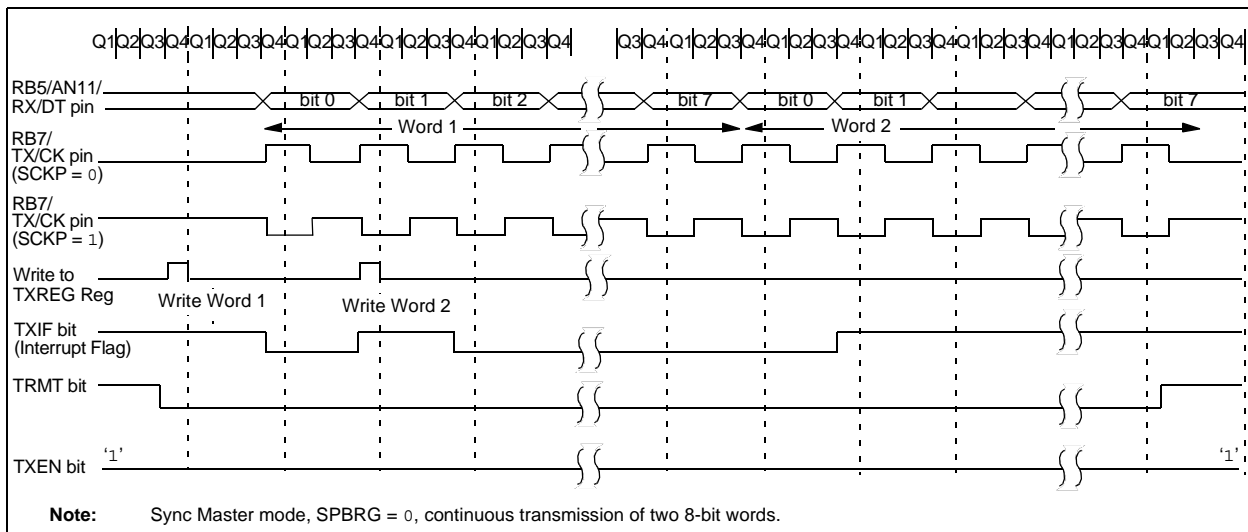 Q1Q2Q3Q4Q1Q2Q3Q4Q1Q2Q3Q4Q1Q2Q3Q4Q1Q2Q3Q4 Q3Q4Q1Q2Q3Q4Q1Q2Q3Q4Q1Q2Q3Q4Q1Q2Q3Q4Q1Q2Q3Q4Q1Q2Q3Q4
RB5/AN11/
RX/DT pin
bit 0 bit 1 bit 2 bit 7 bit 0 bit 1 bit 7
Word 1 Word 2
RB7/
TX/CK pin
(SCKP = 0)
RB7/
TX/CK pin
(SCKP = 1)
Write to
TXREG Reg
Write Word 1 Write Word 2
TXIF bit
(Interrupt Flag)
TRMT bit
TXEN bit
‘1’ ‘1’
Note: Sync Master mode, SPBRG = 0, continuous transmission of two 8-bit words.